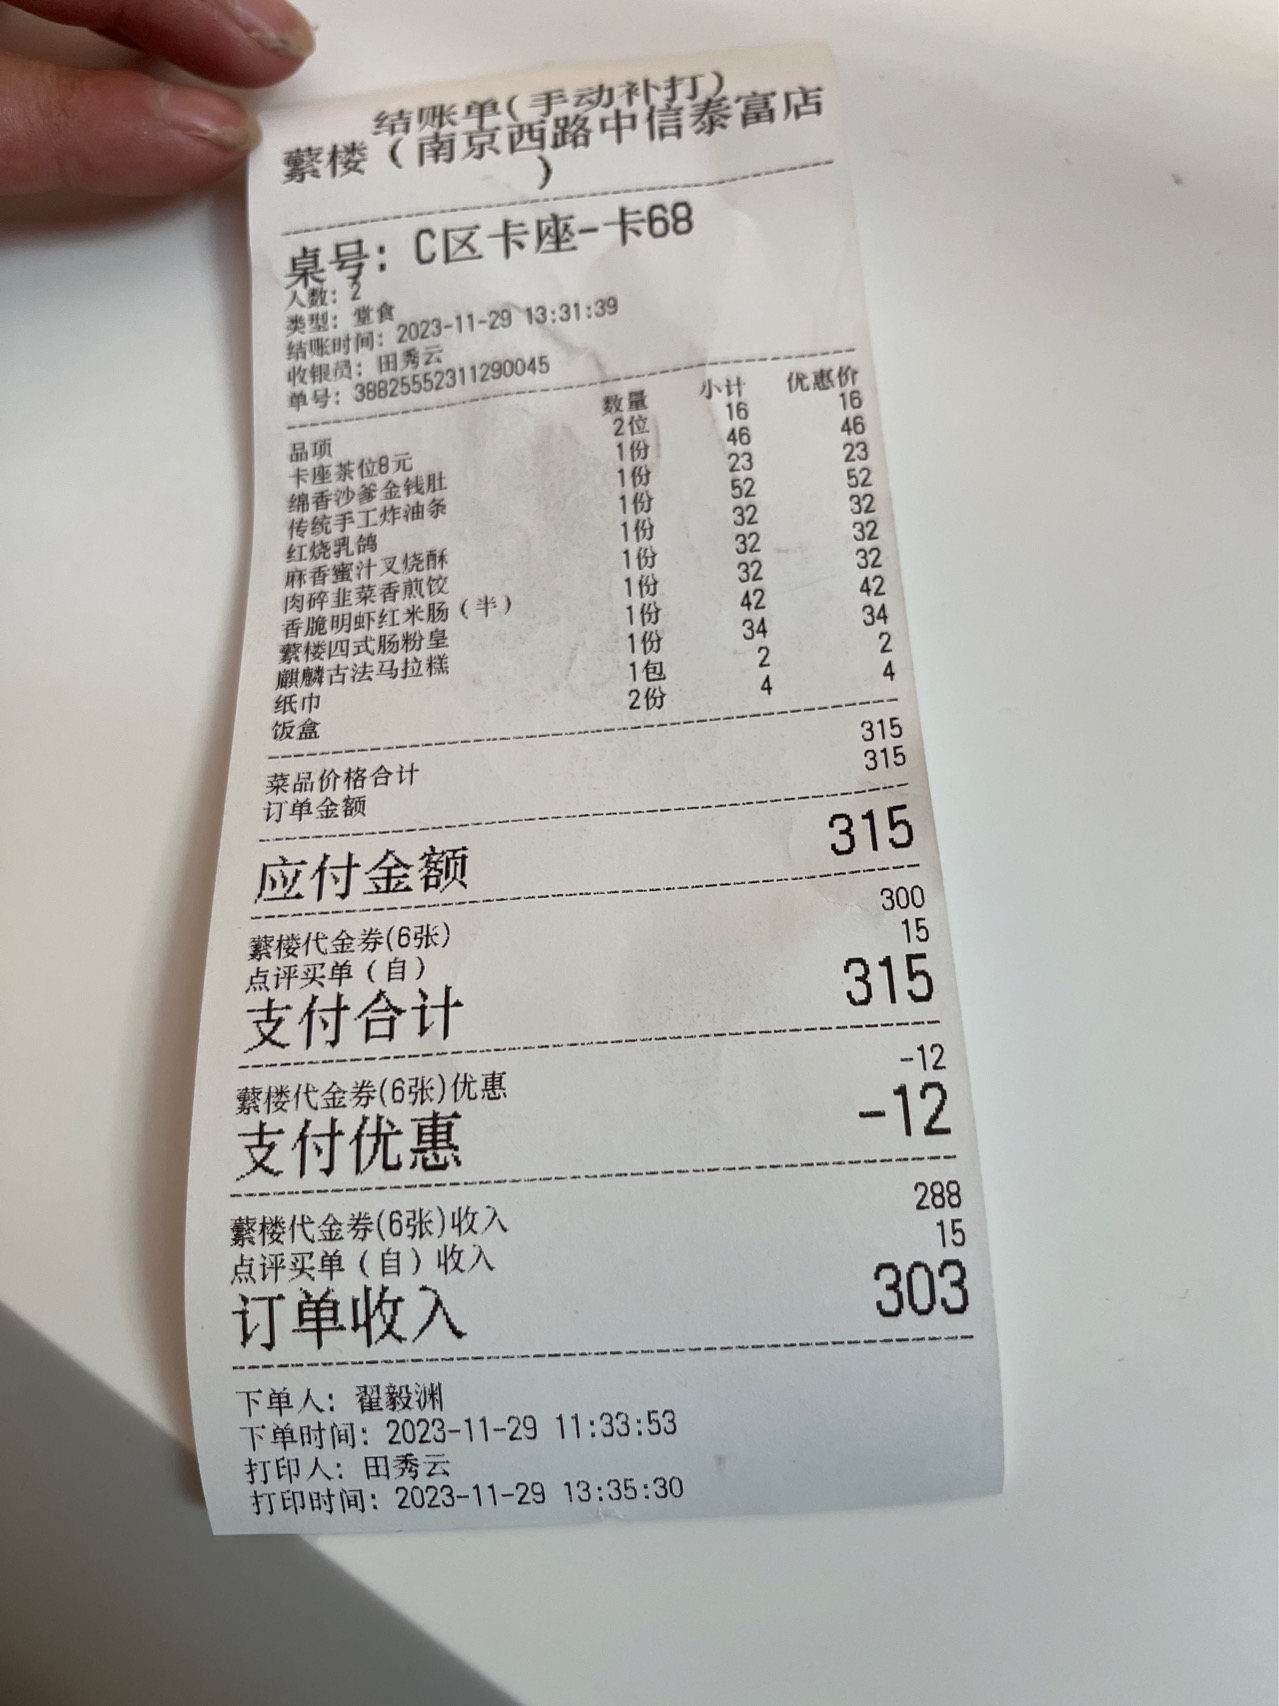 结账单(手动补打)
蘩楼（南京西路中信泰富店
）
桌号: C区卡座-卡68
人数: 2
类型: 堂食
结账时间: 2023-11-29 13:31:39
收银员: 田秀云
单号: 38825552311290045
品项 数量 小计 优惠价
卡座茶位8元 2位 16 16
绵香沙爹金钱肚 1份 46 46
传统手工炸油条 1份 23 23
红烧乳鸽 1份 52 52
麻香蜜汁叉烧酥 1份 32 32
肉碎韭菜香煎饺 1份 32 32
香脆明虾红米肠（半） 1份 32 32
蘩楼四式肠粉皇 1份 42 42
麒麟古法马拉糕 1份 34 34
纸巾 1包 2 2
饭盒 2份 4 4
菜品价格合计 315
订单金额 315
应付金额 315
蘩楼代金券(6张) 300
点评买单（自） 15
支付合计 315
蘩楼代金券(6张)优惠 -12
支付优惠 -12
蘩楼代金券(6张)收入 288
点评买单（自）收入 15
订单收入 303
下单人: 翟毅渊
下单时间: 2023-11-29 11:33:53
打印人: 田秀云
打印时间: 2023-11-29 13:35:30